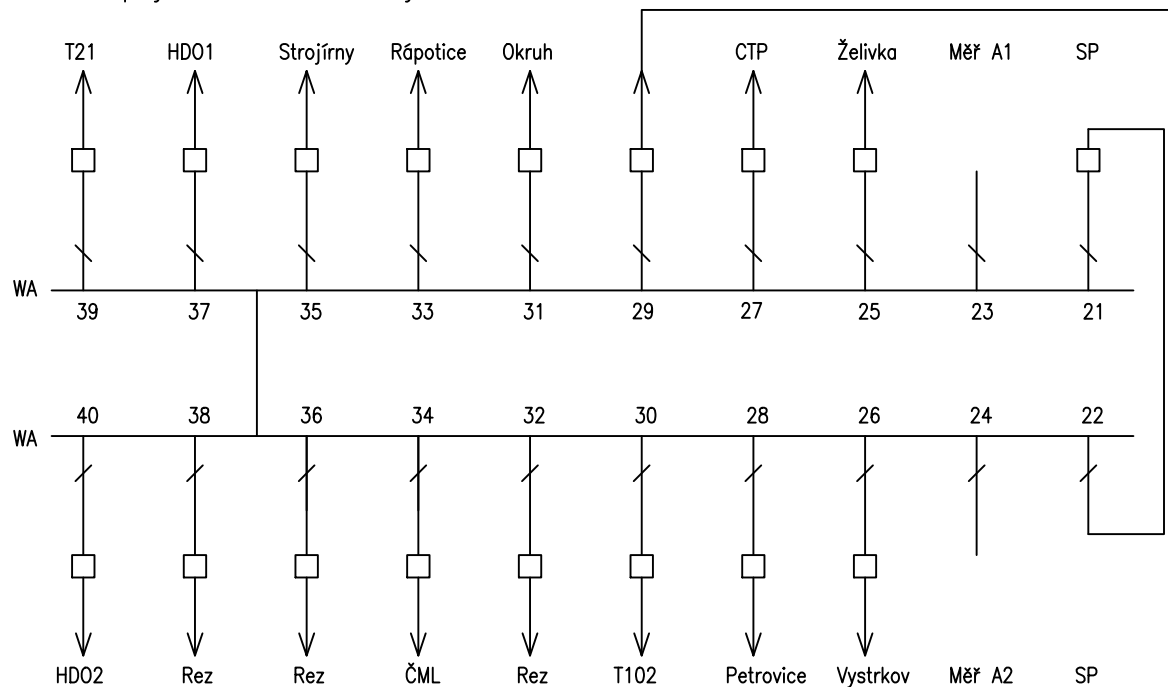 T21 HDO1 Strojírny Rápotice Okruh CTP Želivka Měř A1 SP
WA
39 37 35 33 31 29 27 25 23 21
40 38 36 34 32 30 28 26 24 22
WA
HDO2 Rez Rez ČML Rez T102 Petrovice Vystrkov Měř A2 SP